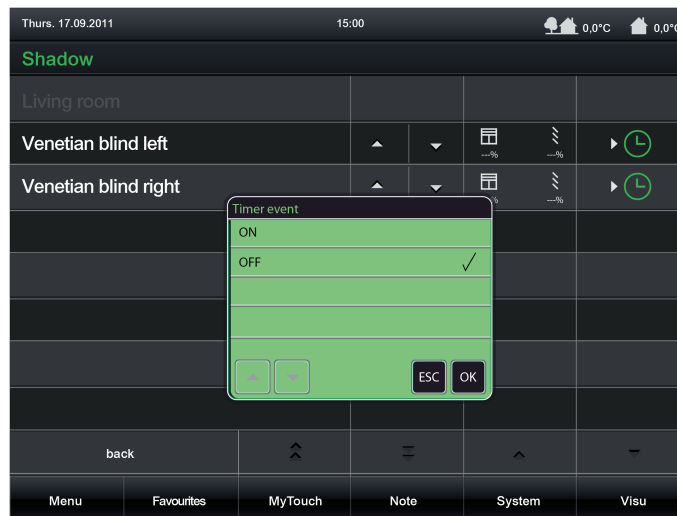 Thurs. 17.09.2011 15:00 0,0°C 0,0°
Shadow
Living room
Venetian blind left ---% ---%
Venetian blind right % ---%
Timer event
ON
OFF
ESC OK
back
Menu Favourites MyTouch Note System Visu